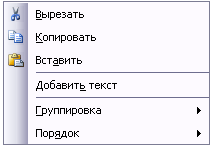 Вырезать
Копировать
Вставить
Добавить текст
Группировка
Порядок